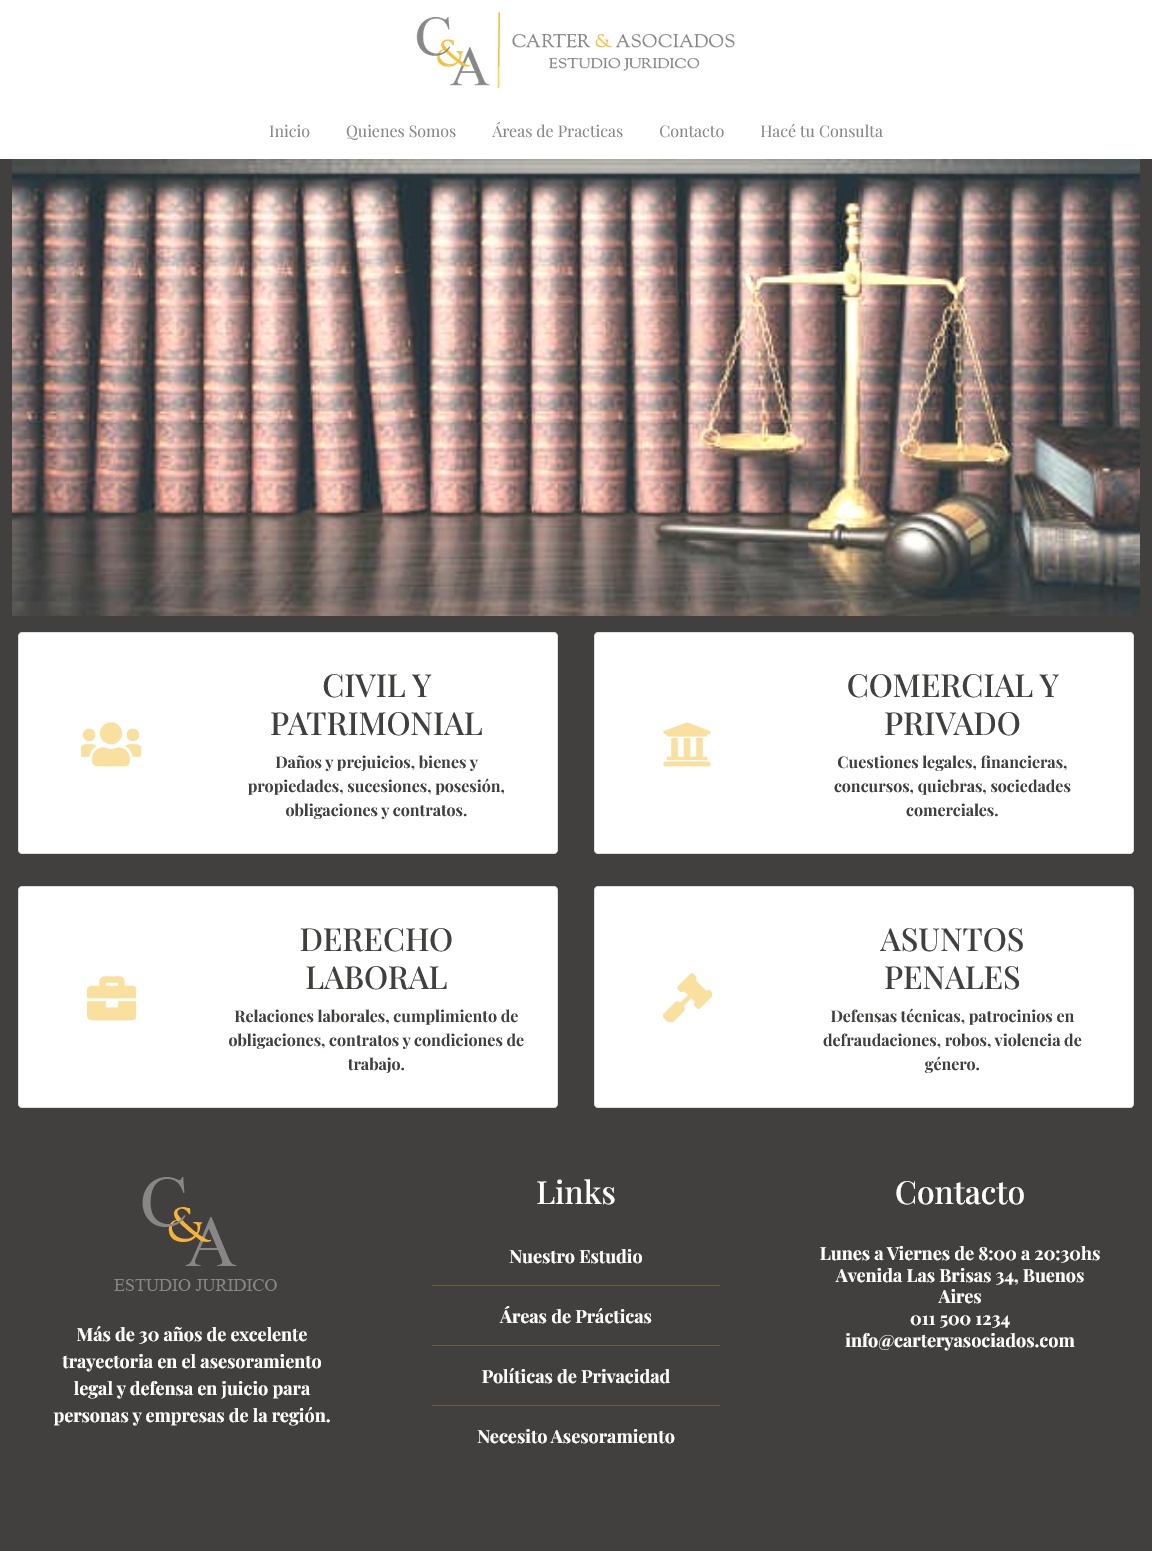 C&A
CARTER & ASOCIADOS
ESTUDIO JURIDICO
Inicio Quienes Somos Áreas de Practicas Contacto Hacé tu Consulta
CIVIL Y
PATRIMONIAL
Daños y prejuicios, bienes y
propiedades, sucesiones, posesión,
obligaciones y contratos.
COMERCIAL Y
PRIVADO
Cuestiones legales, financieras,
concursos, quiebras, sociedades
comerciales.
DERECHO
LABORAL
Relaciones laborales, cumplimiento de
obligaciones, contratos y condiciones de
trabajo.
ASUNTOS
PENALES
Defensas técnicas, patrocinios en
defraudaciones, robos, violencia de
género.
C&A
ESTUDIO JURIDICO
Más de 30 años de excelente
trayectoria en el asesoramiento
legal y defensa en juicio para
personas y empresas de la región.
Links
Nuestro Estudio
Áreas de Prácticas
Políticas de Privacidad
Necesito Asesoramiento
Contacto
Lunes a Viernes de 8:00 a 20:30hs
Avenida Las Brisas 34, Buenos
Aires
011 500 1234
info@carteryasociados.com